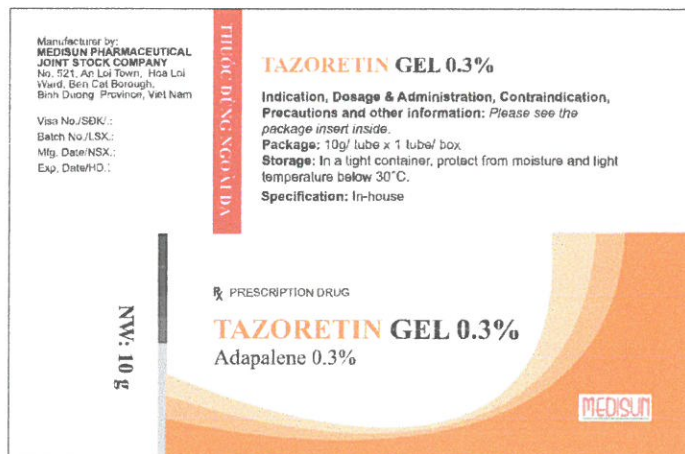 Manufacturer by:
MEDISUN PHARMACEUTICAL
JOINT STOCK COMPANY
No. 521, An Loi Town, Hoa Loi
Ward, Ben Cat Borough,
Binh Duong Province, Viet Nam
Visa No./SĐK/.:
Batch No./LSX.:
Mfg. Date/NSX.:
Exp. Date/HD.:
THUỐC DÙNG NGOÀI DA
TAZORETIN GEL 0.3%
Indication, Dosage & Administration, Contraindication,
Precautions and other information: Please see the
package insert inside.
Package: 10g/ tube x 1 tube/ box
Storage: In a tight container, protect from moisture and light
temperature below 30°C.
Specification: In-house
NW: 10 g
℞ PRESCRIPTION DRUG
TAZORETIN GEL 0.3%
Adapalene 0.3%
MEDISUN